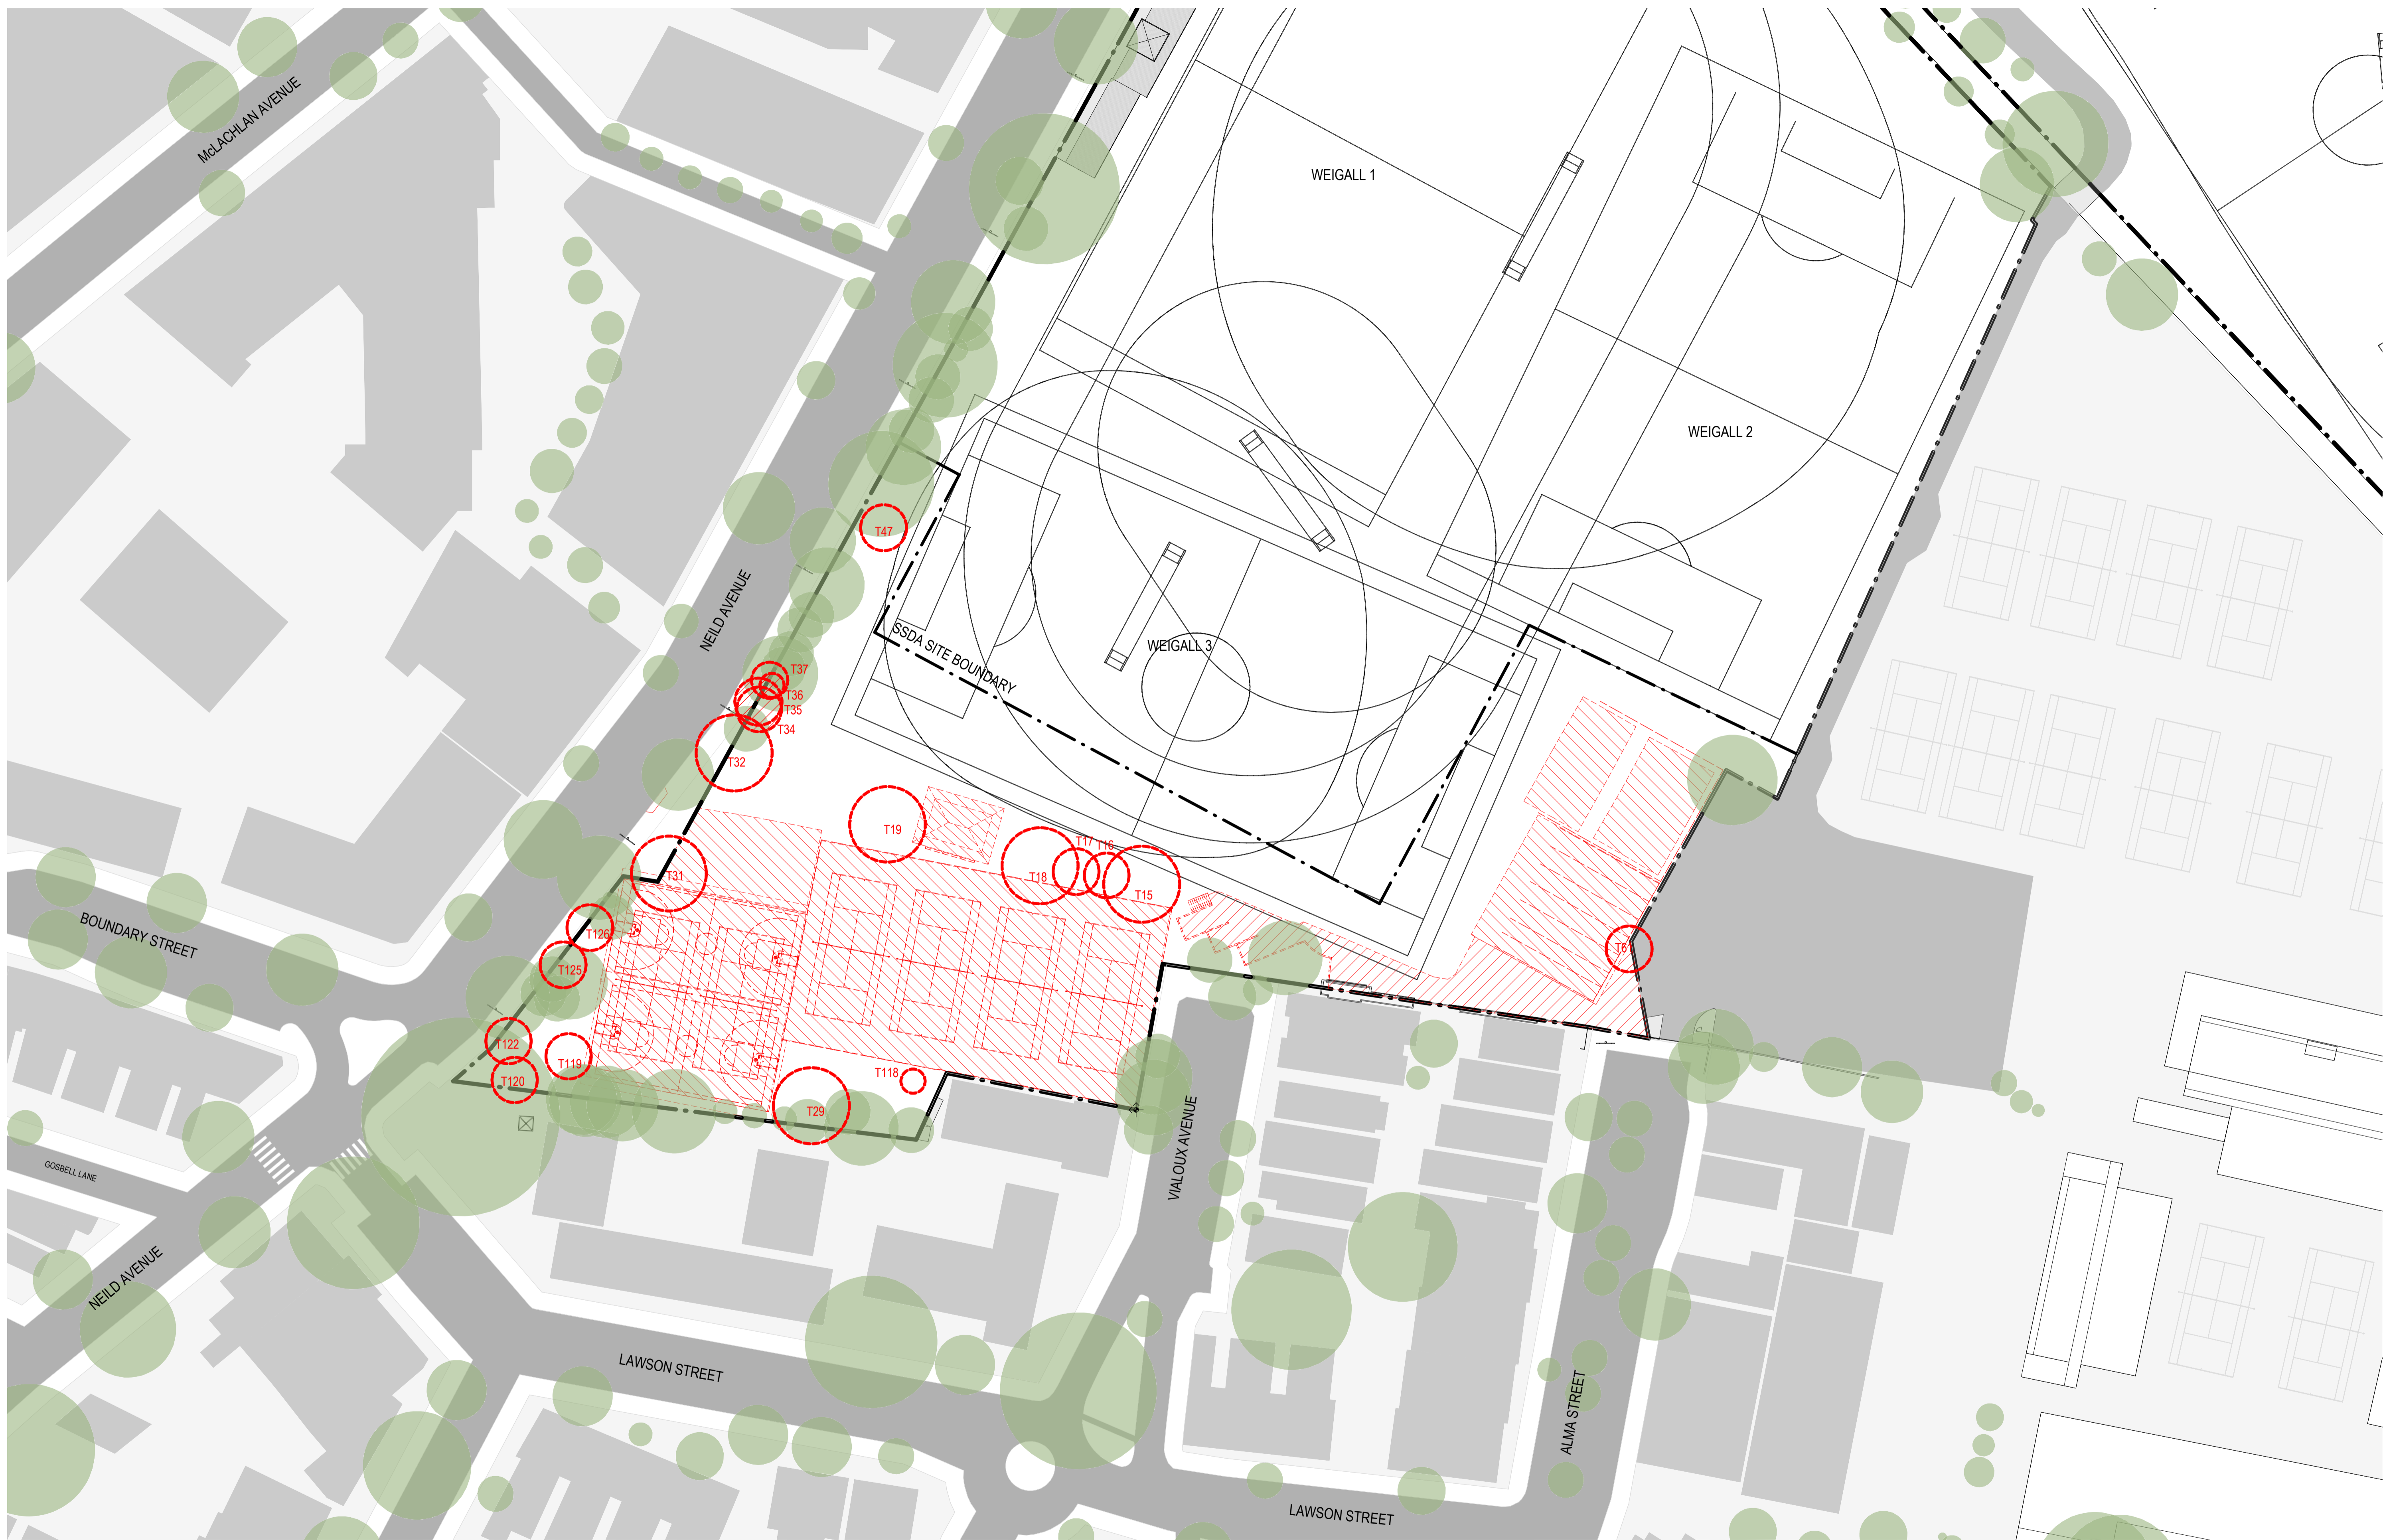 McLACHLAN AVENUE
WEIGALL 1
WEIGALL 2
T47
NEILD AVENUE
SSDA SITE BOUNDARY
WEIGALL 3
T37
T36
T35
T34
T32
T19
T17
T16
T18
T15
T31
BOUNDARY STREET
T126
T6
T125
T122
T119
T120
T118
T29
VIALOUX AVENUE
GOSBELL LANE
NEILD AVENUE
LAWSON STREET
ALMA STREET
LAWSON STREET